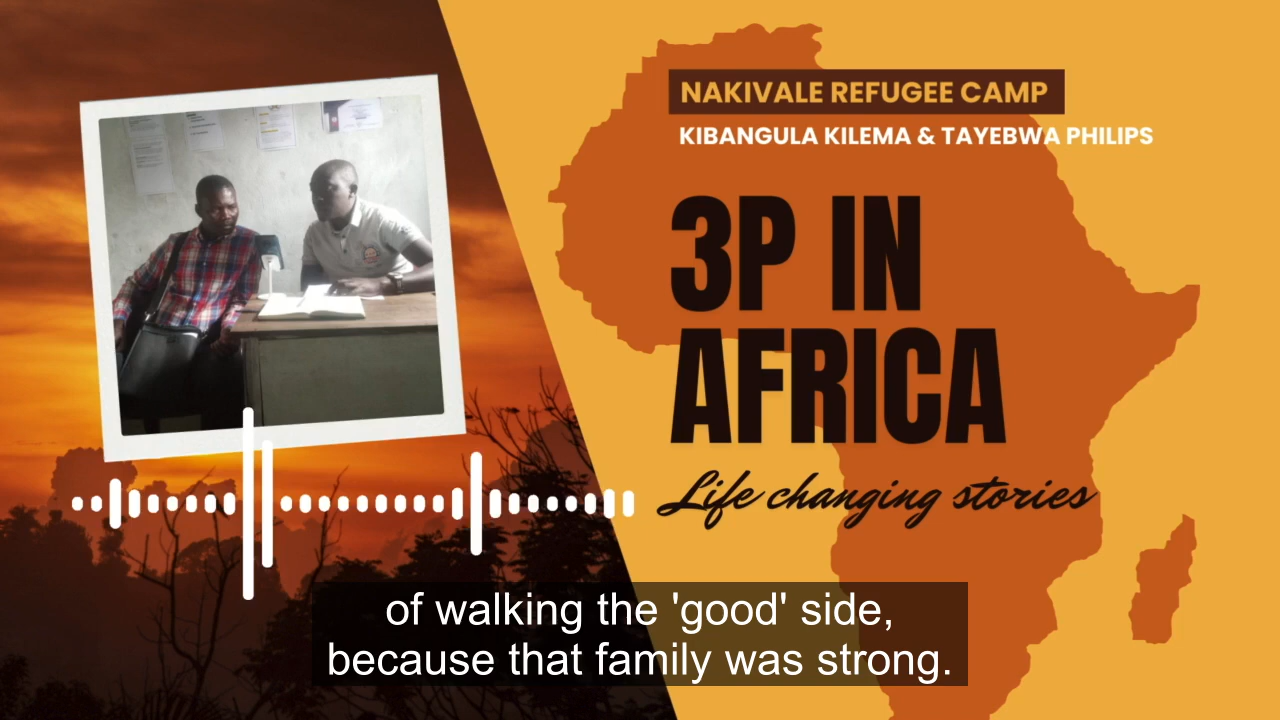 NAKIVALE REFUGEE CAMP
KIBANGULA KILEMA & TAYEBWA PHILIPS
3P IN
AFRICA
Life changing stories
of walking the 'good' side,
because that family was strong.